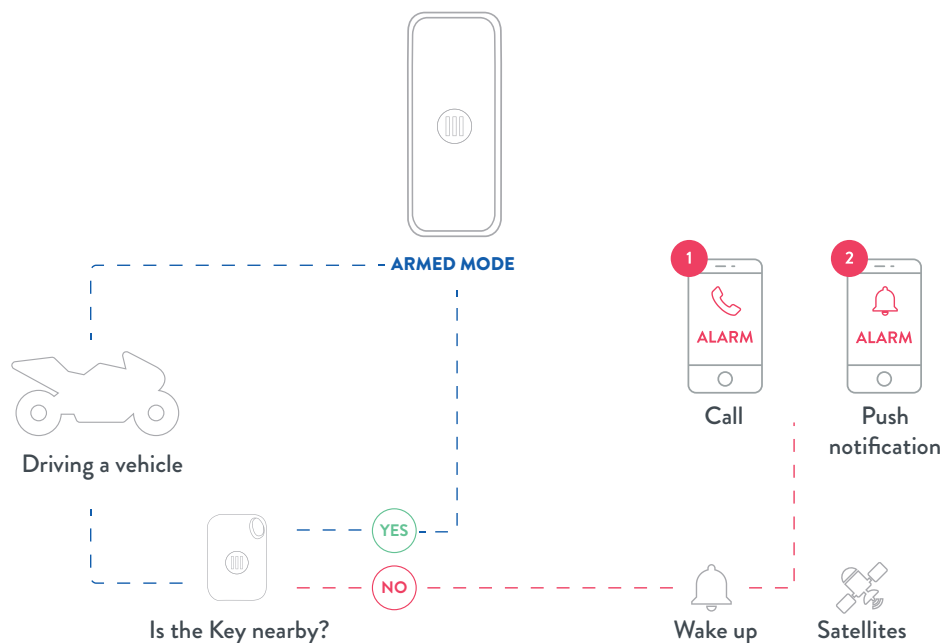 ARMED MODE
1
2
ALARM
ALARM
Call
Push
notification
Driving a vehicle
YES
NO
Is the Key nearby?
Wake up
Satellites